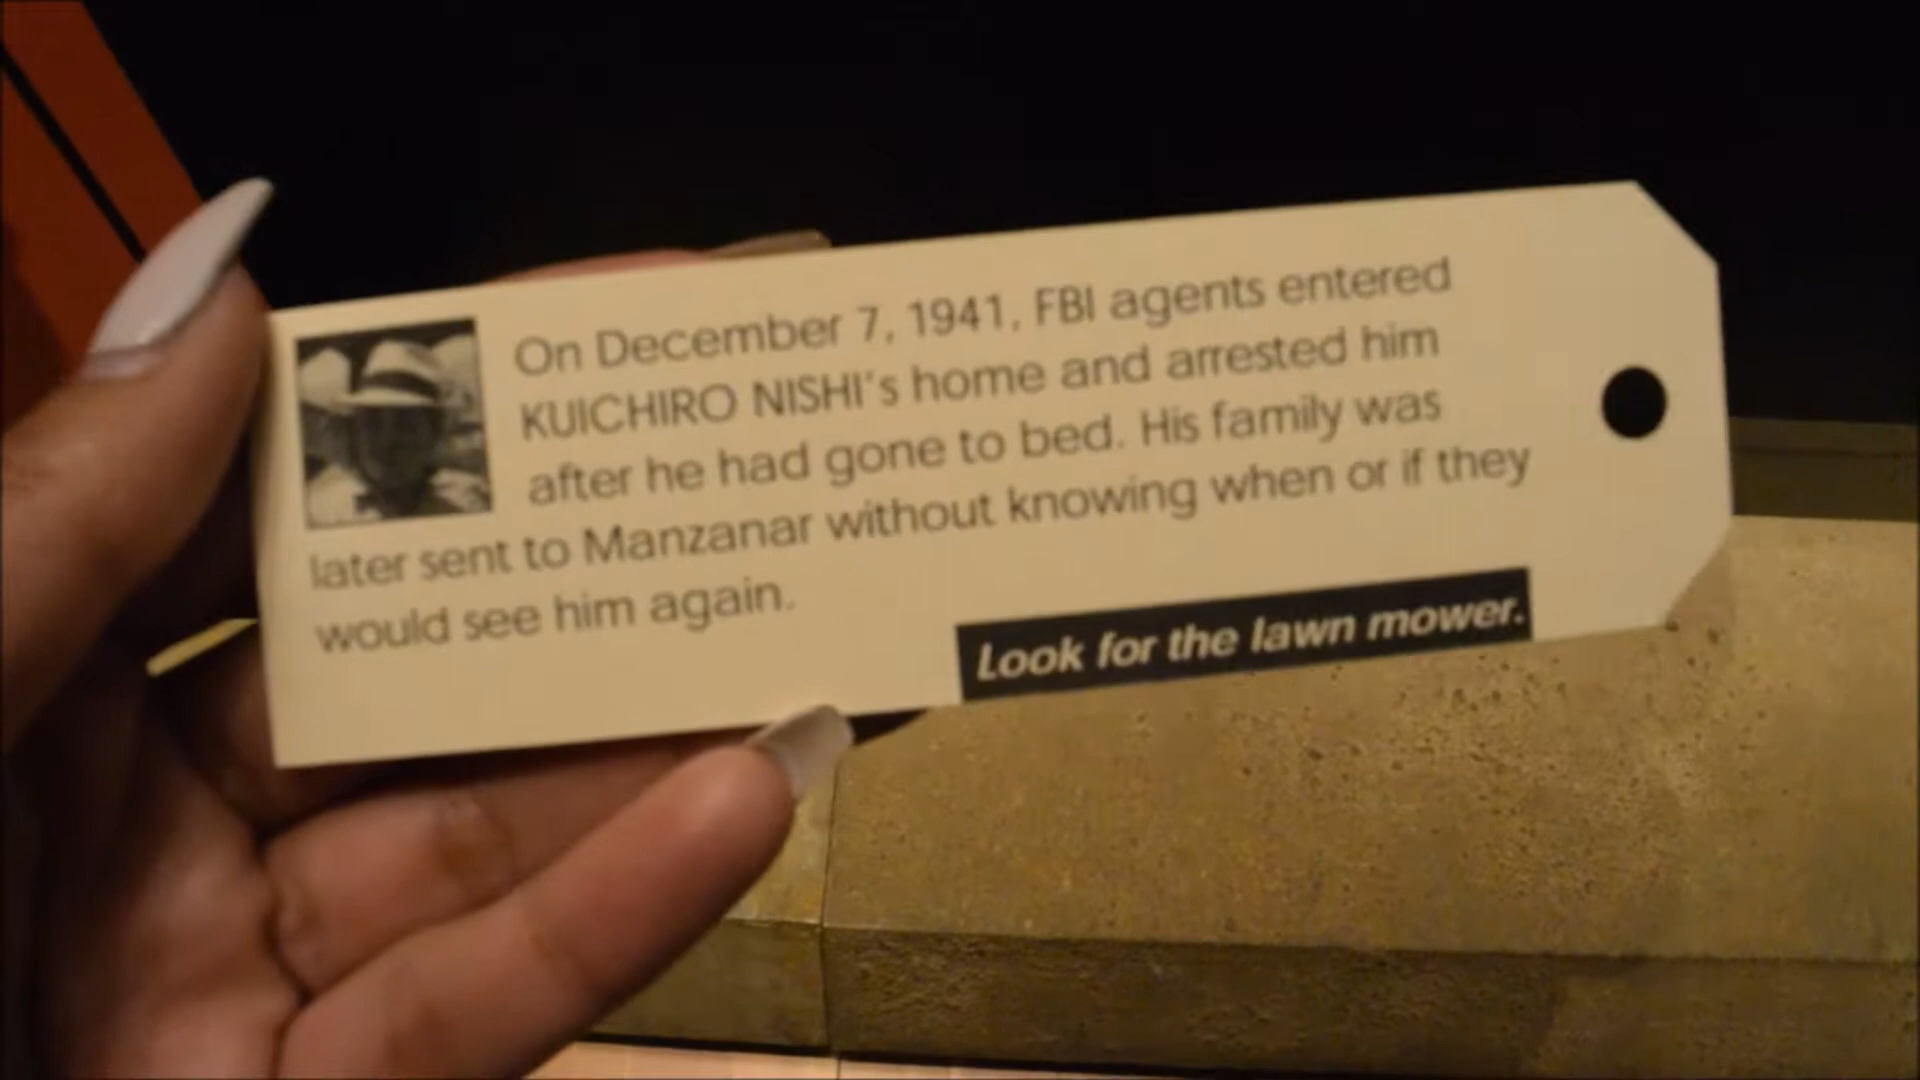 On December 7, 1941, FBI agents entered
KUICHIRO NISHI's home and arrested him
after he had gone to bed. His family was
later sent to Manzanar without knowing when or if they
would see him again.
Look for the lawn mower.